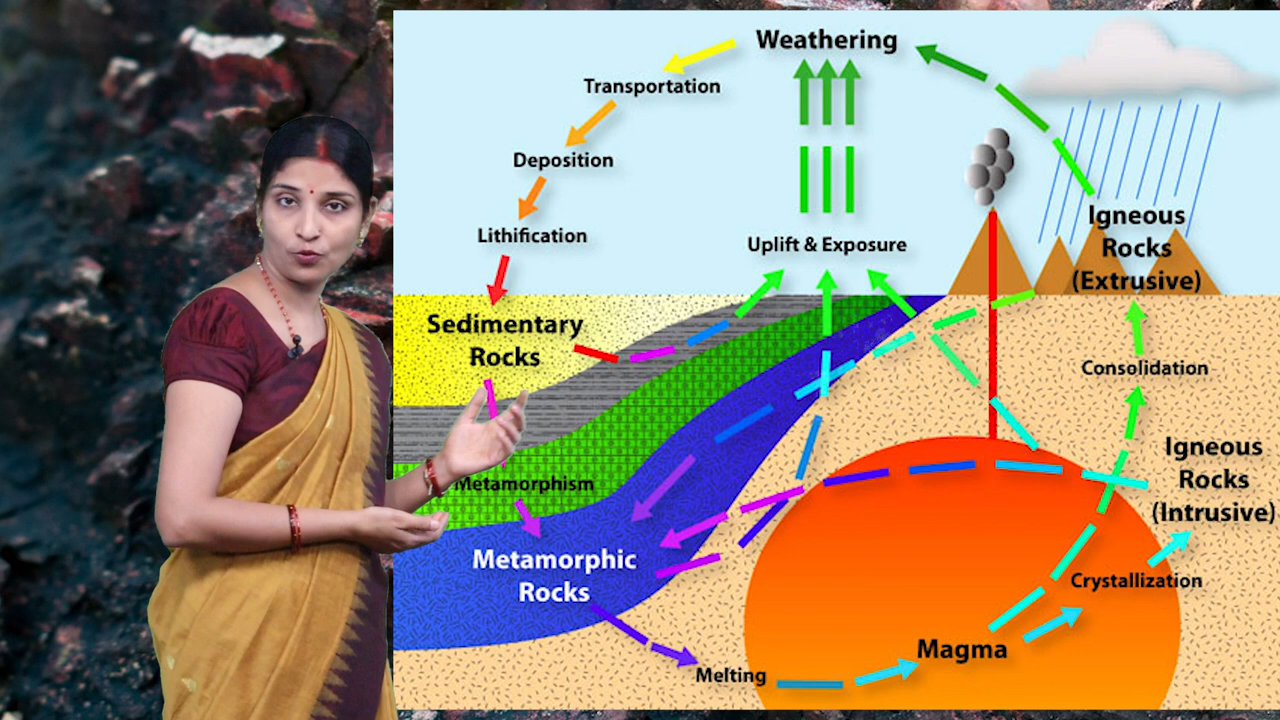 Weathering
Transportation
Deposition
Lithification
Uplift & Exposure
Igneous
Rocks
(Extrusive)
Sedimentary
Rocks
Consolidation
Igneous
Rocks
(Intrusive)
Metamorphism
Metamorphic
Rocks
Crystallization
Magma
Melting